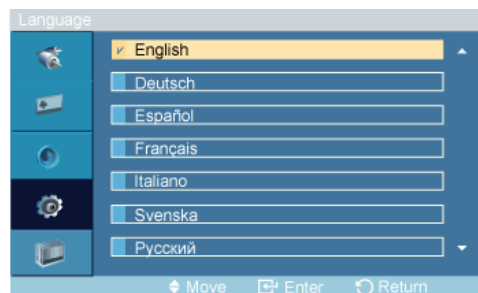 Language
English
Deutsch
Español
Français
Italiano
Svenska
Русский
Move Enter Return